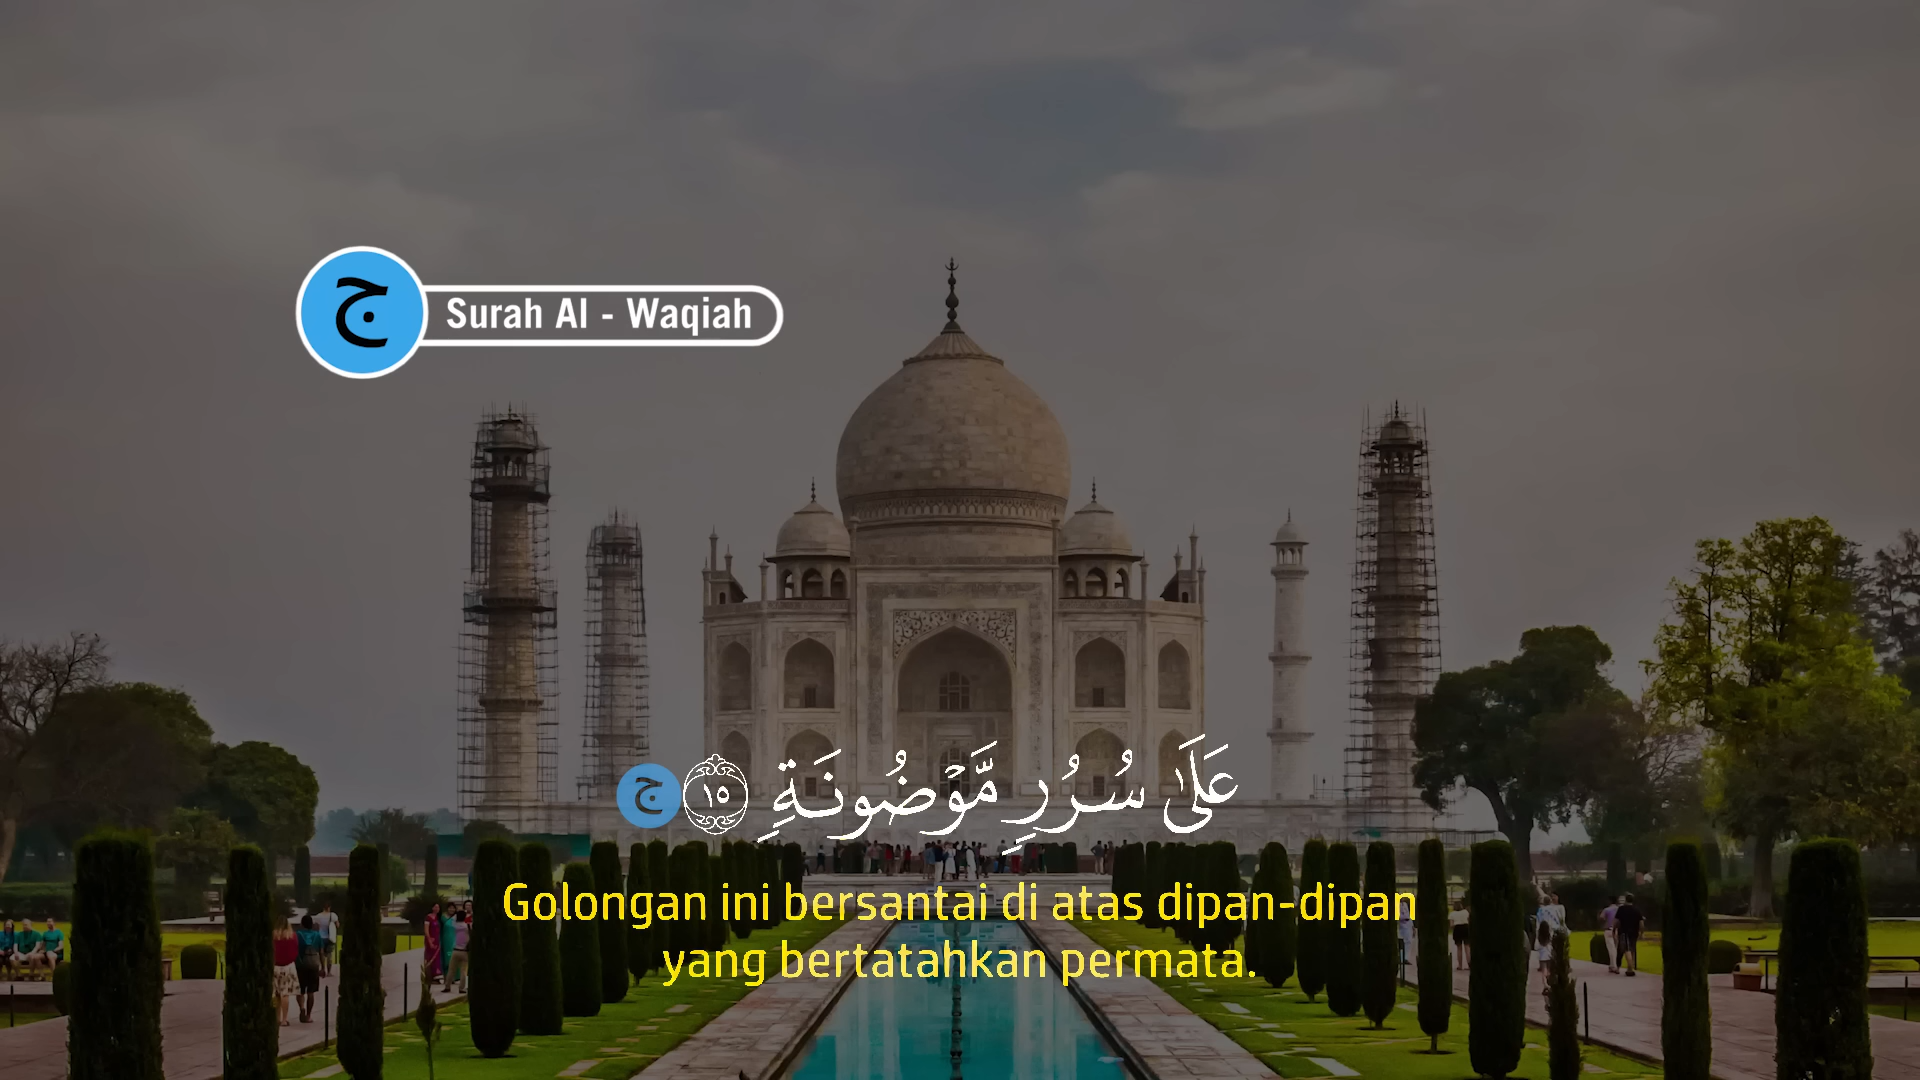 ج
Surah Al - Waqiah
عَلَىٰ سُرُرٍ مَّوْضُونَةٍ ١٥ ج
Golongan ini bersantai di atas dipan-dipan
yang bertatahkan permata.